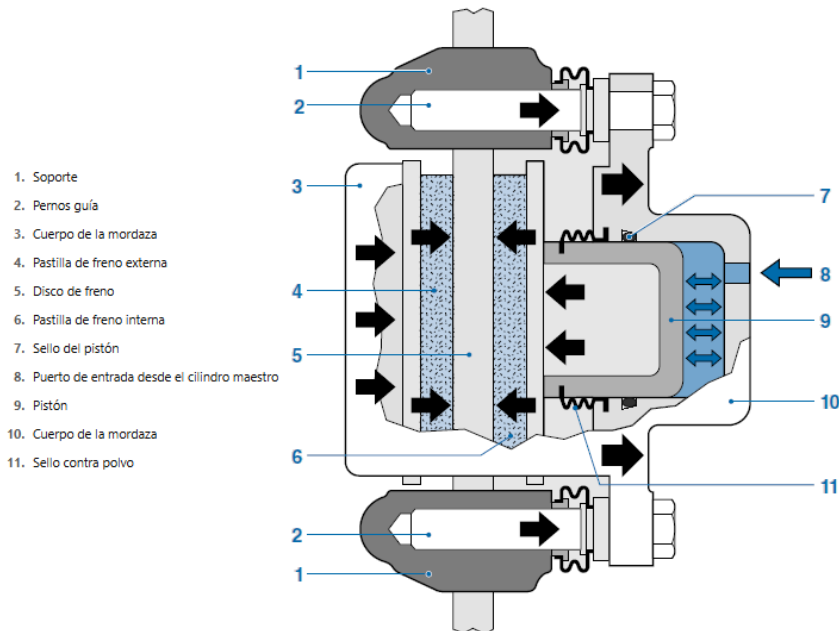 1. Soporte
2. Pernos guía
3. Cuerpo de la mordaza
4. Pastilla de freno externa
5. Disco de freno
6. Pastilla de freno interna
7. Sello del pistón
8. Puerto de entrada desde el cilindro maestro
9. Pistón
10. Cuerpo de la mordaza
11. Sello contra polvo
1
2
3
7
8
4
9
5
10
6
11
2
1